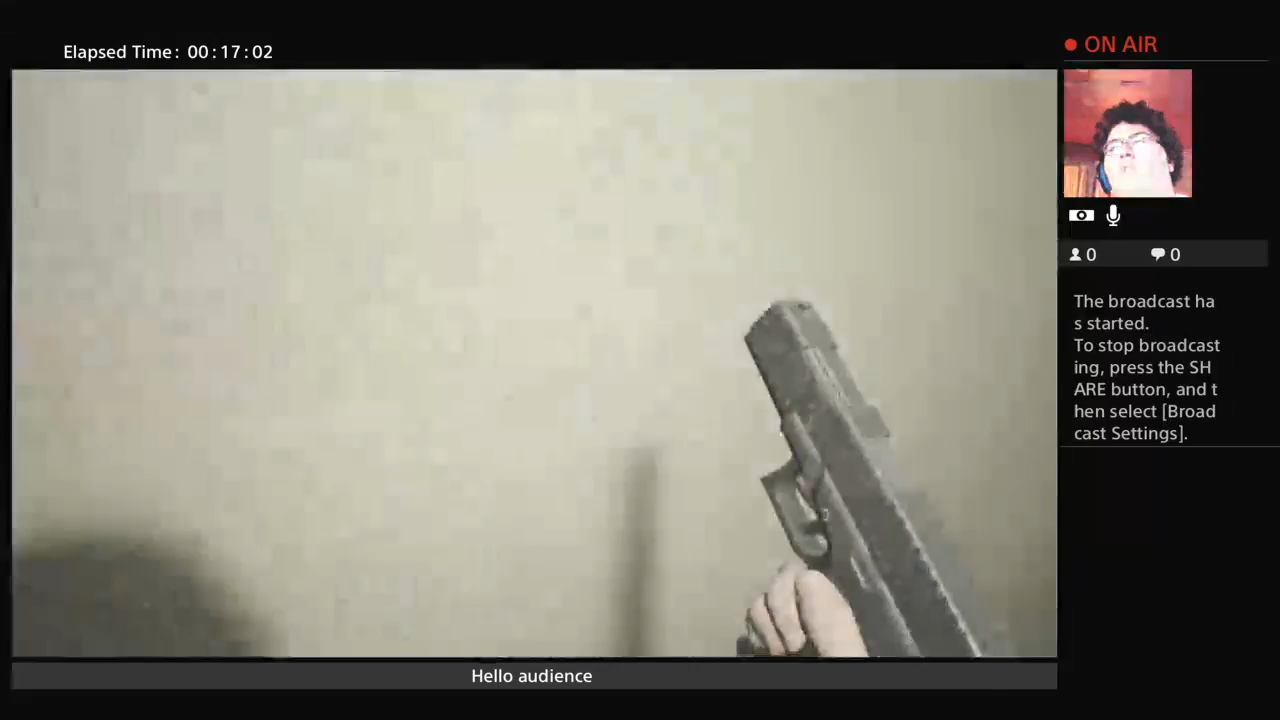 Elapsed Time: 00:17:02
ON AIR
0 0
The broadcast ha
s started.
To stop broadcast
ing, press the SH
ARE button, and t
hen select [Broad
cast Settings].
Hello audience